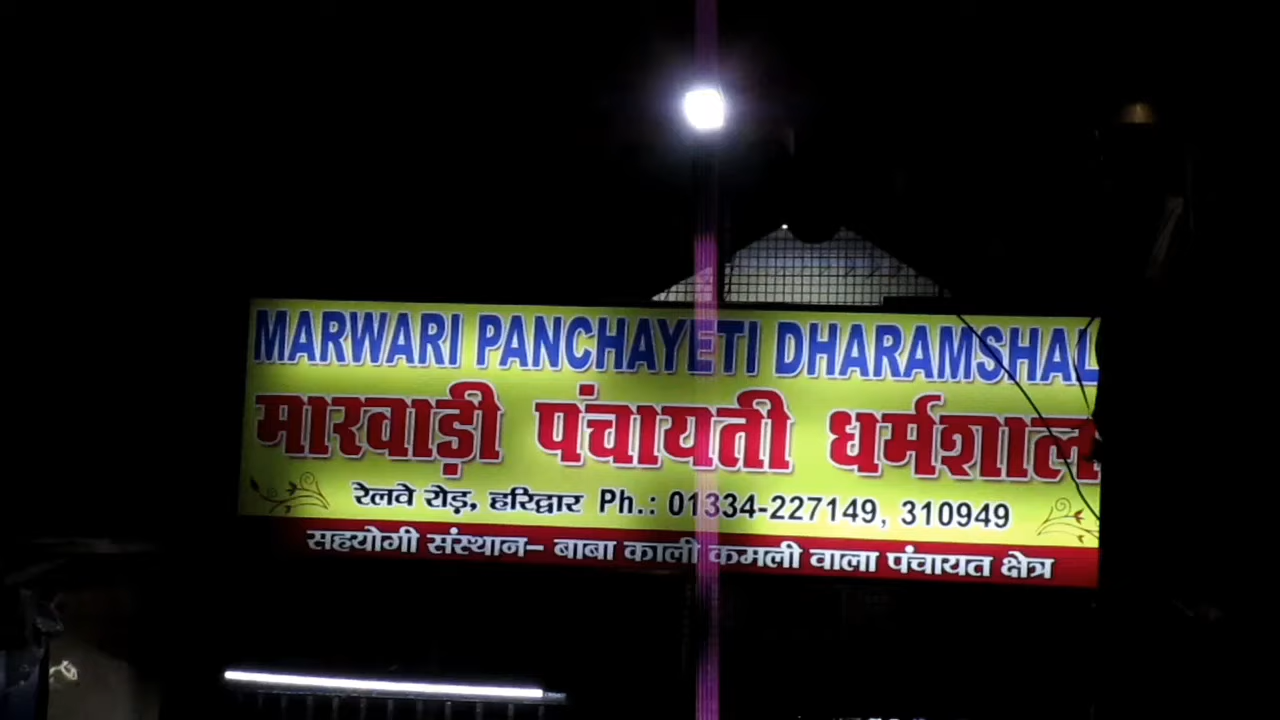 MARWARI PANCHAYETI DHARAMSHAL
मारवाड़ी पंचायती धर्मशाल
रेलवे रोड़, हरिद्वार Ph.: 01334-227149, 310949
सहयोगी संस्थान– बाबा काली कमली वाला पंचायत क्षेत्र